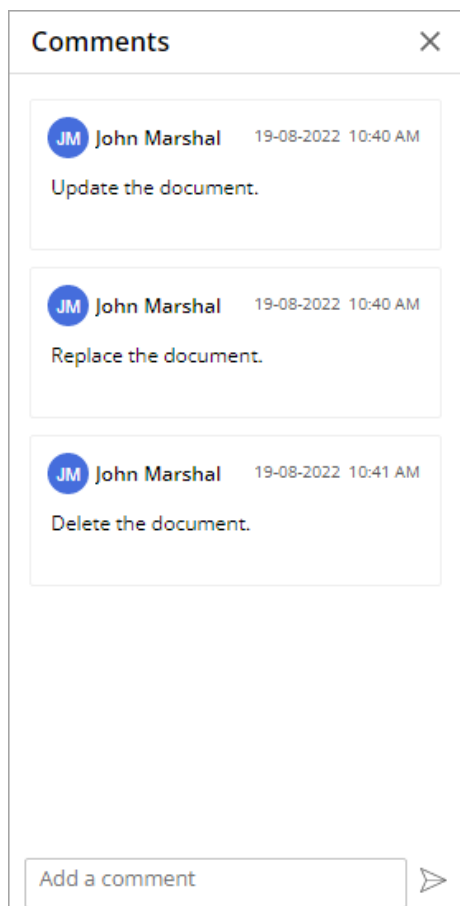 Comments
JM John Marshal 19-08-2022 10:40 AM
Update the document.
JM John Marshal 19-08-2022 10:40 AM
Replace the document.
JM John Marshal 19-08-2022 10:41 AM
Delete the document.
Add a comment